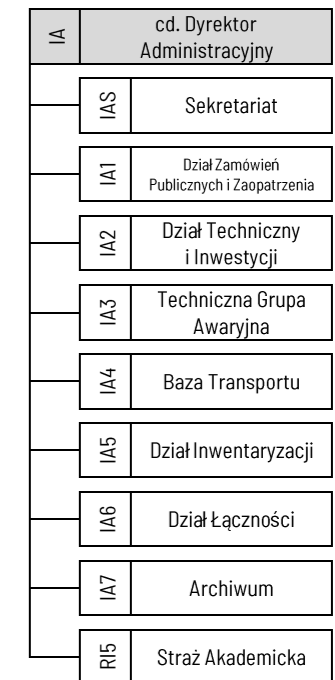 IA
cd. Dyrektor
Administracyjny
IAS
Sekretariat
IA1
Dział Zamówień
Publicznych i Zaopatrzenia
IA2
Dział Techniczny
i Inwestycji
IA3
Techniczna Grupa
Awaryjna
IA4
Baza Transportu
IA5
Dział Inwentaryzacji
IA6
Dział Łączności
IA7
Archiwum
RI5
Straż Akademicka